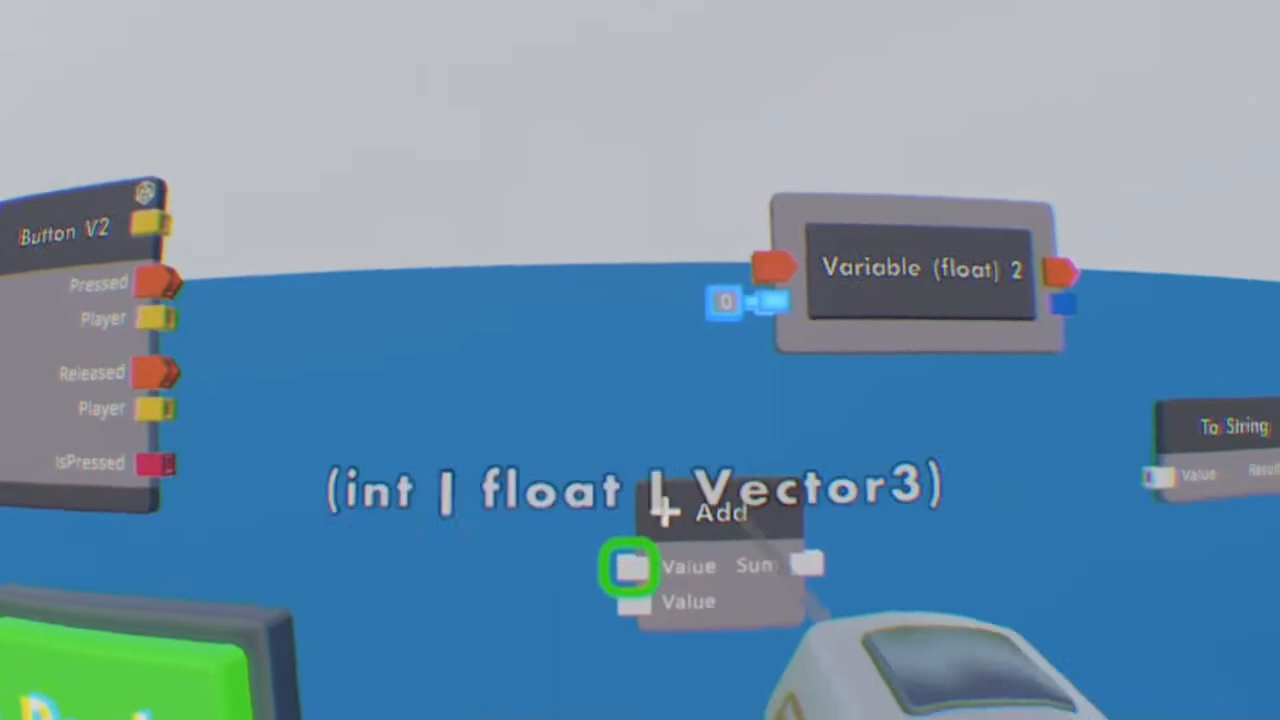 Button V2
Pressed
Player
Released
Player
IsPressed
Variable (float) 2
0
To String
Value
(int | float | Vector3)
Add
Value Sum
Value